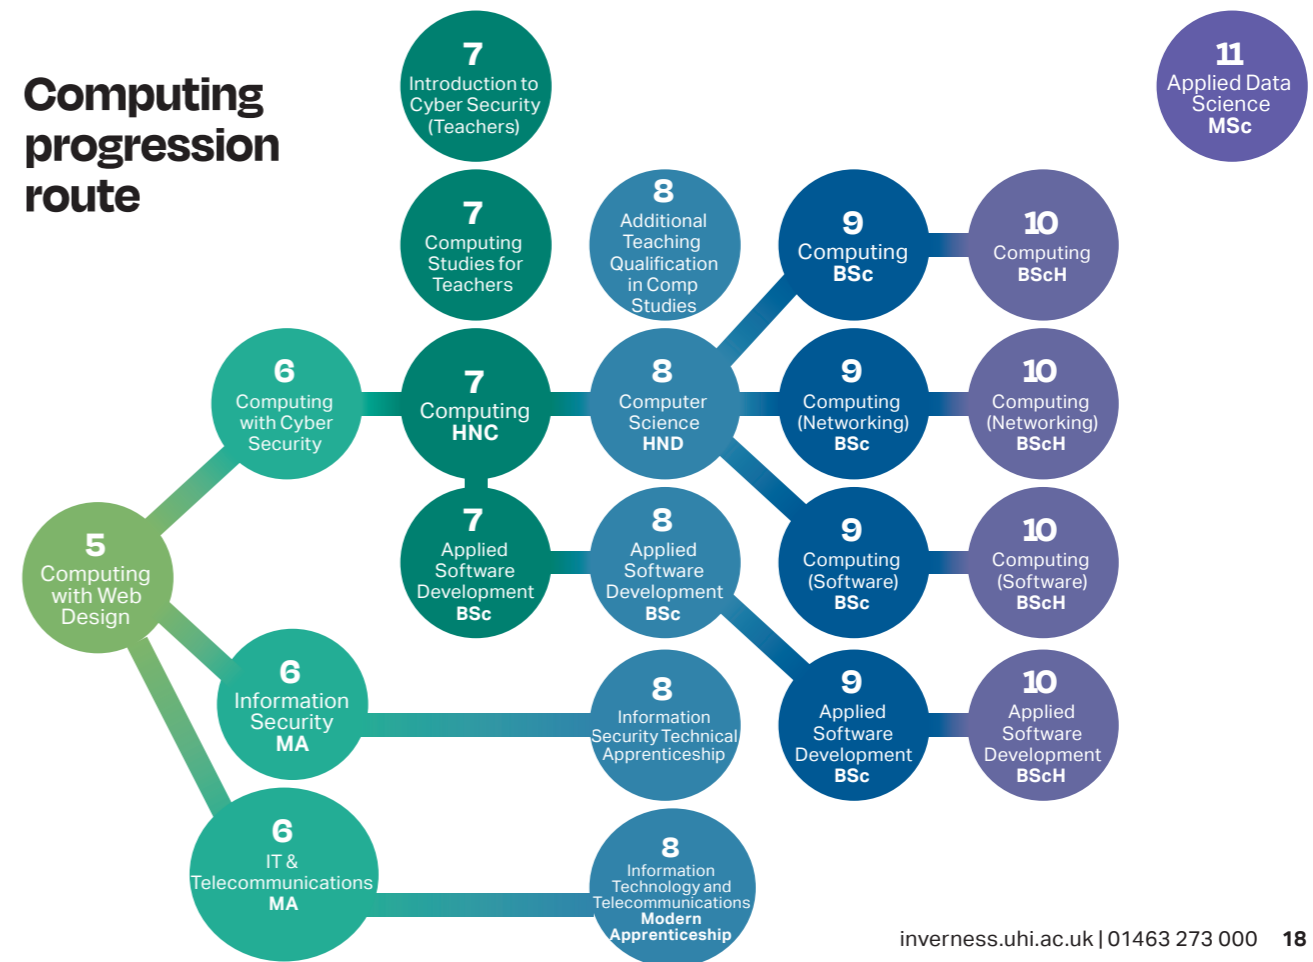 Computing
progression
route
7
Introduction to
Cyber Security
(Teachers)
11
Applied Data
Science
MSc
7
Computing
Studies for
Teachers
8
Additional
Teaching
Qualification
in Comp
Studies
9
Computing
BSc
10
Computing
BScH
6
Computing
with Cyber
Security
7
Computing
HNC
8
Computer
Science
HND
9
Computing
(Networking)
BSc
10
Computing
(Networking)
BScH
5
Computing
with Web
Design
7
Applied
Software
Development
BSc
8
Applied
Software
Development
BSc
9
Computing
(Software)
BSc
10
Computing
(Software)
BScH
6
Information
Security
MA
8
Information
Security Technical
Apprenticeship
9
Applied
Software
Development
BSc
10
Applied
Software
Development
BScH
6
IT &
Telecommunications
MA
8
Information
Technology and
Telecommunications
Modern
Apprenticeship
inverness.uhi.ac.uk | 01463 273 000 18